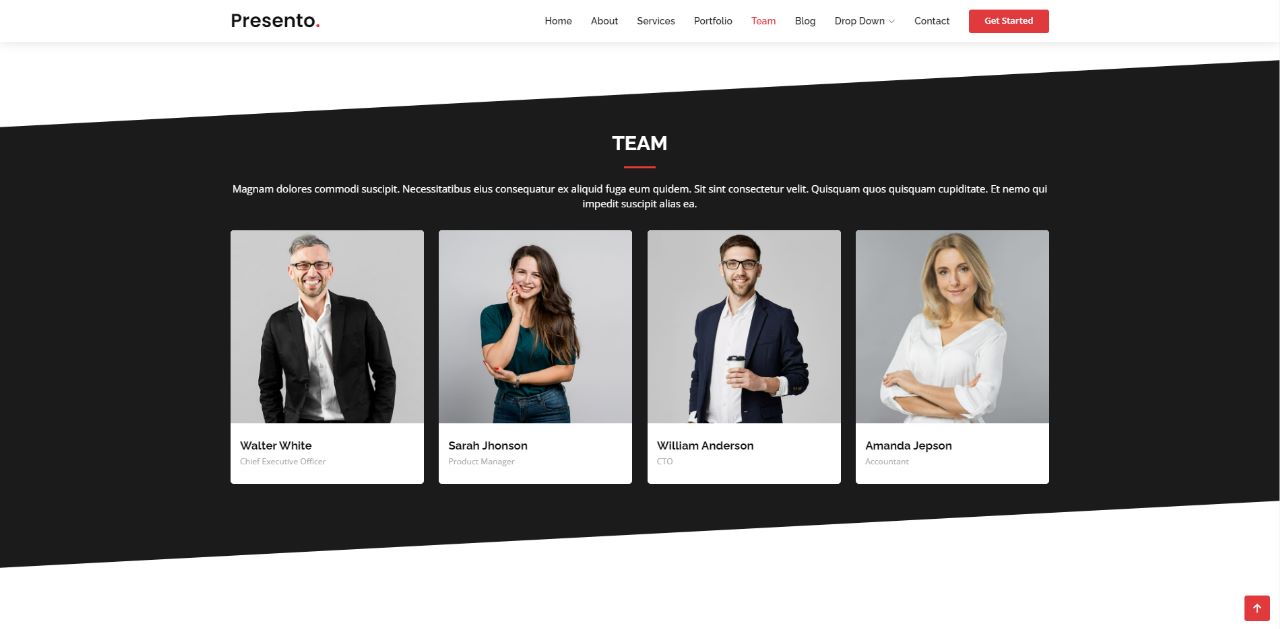 Presento.
Home About Services Portfolio Team Blog Drop Down Contact Get Started
TEAM
Magnam dolores commodi suscipit. Necessitatibus eius consequatur ex aliquid fuga eum quidem. Sit sint consectetur velit. Quisquam quos quisquam cupiditate. Et nemo qui
impedit suscipit alias ea.
Walter White
Chief Executive Officer
Sarah Jhonson
Product Manager
William Anderson
CTO
Amanda Jepson
Accountant